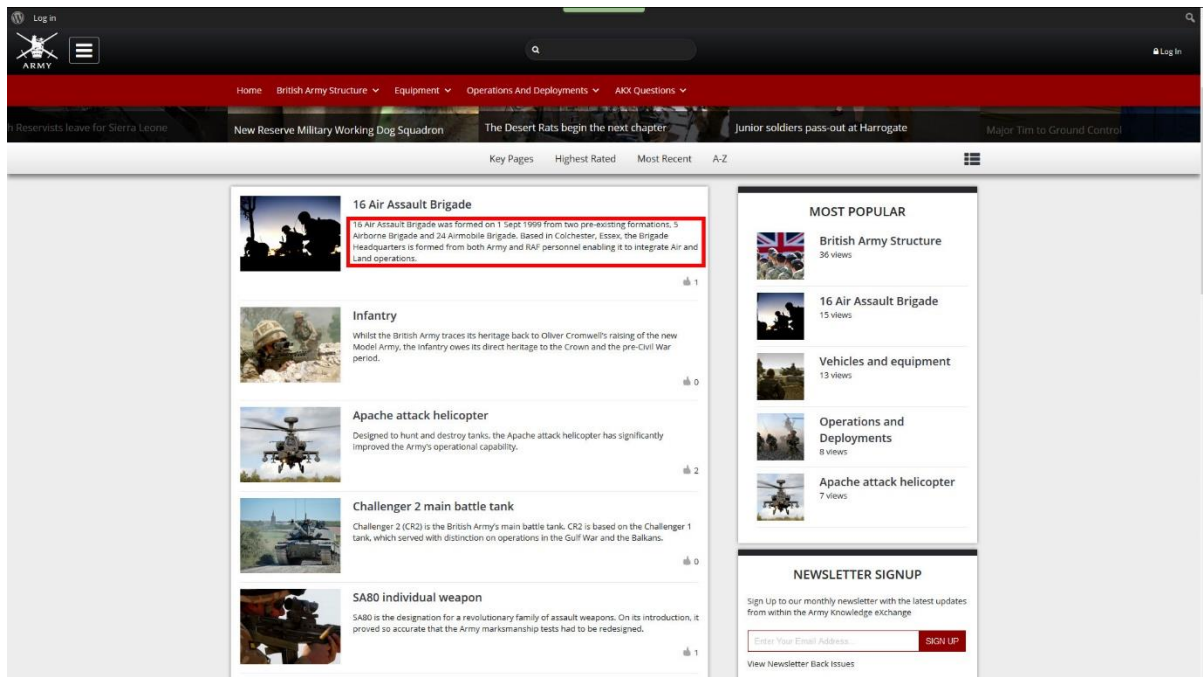 Log in
ARMY
Log In
Home British Army Structure Equipment Operations And Deployments AKX Questions
h Reservists leave for Sierra Leone
New Reserve Military Working Dog Squadron
The Desert Rats begin the next chapter
Junior soldiers pass-out at Harrogate
Major Tim to Ground Control
Key Pages Highest Rated Most Recent A-Z
16 Air Assault Brigade
16 Air Assault Brigade was formed on 1 Sept 1999 from two pre-existing formations, 5
Airborne Brigade and 24 Airmobile Brigade. Based in Colchester, Essex, the Brigade
Headquarters is formed from both Army and RAF personnel enabling it to integrate Air and
Land operations.
1
Infantry
Whilst the British Army traces its heritage back to Oliver Cromwell's raising of the new
Model Army, the Infantry owes its direct heritage to the Crown and the pre-Civil War
period.
0
Apache attack helicopter
Designed to hunt and destroy tanks, the Apache attack helicopter has significantly
improved the Army's operational capability.
2
Challenger 2 main battle tank
Challenger 2 (CR2) is the British Army's main battle tank. CR2 is based on the Challenger 1
tank, which served with distinction on operations in the Gulf War and the Balkans.
0
SA80 individual weapon
SA80 is the designation for a revolutionary family of assault weapons. On its introduction, it
proved so accurate that the Army marksmanship tests had to be redesigned.
1
MOST POPULAR
British Army Structure
36 views
16 Air Assault Brigade
15 views
Vehicles and equipment
13 views
Operations and
Deployments
8 views
Apache attack helicopter
7 views
NEWSLETTER SIGNUP
Sign Up to our monthly newsletter with the latest updates
from within the Army Knowledge eXchange
Enter Your Email Address... SIGN UP
View Newsletter Back Issues